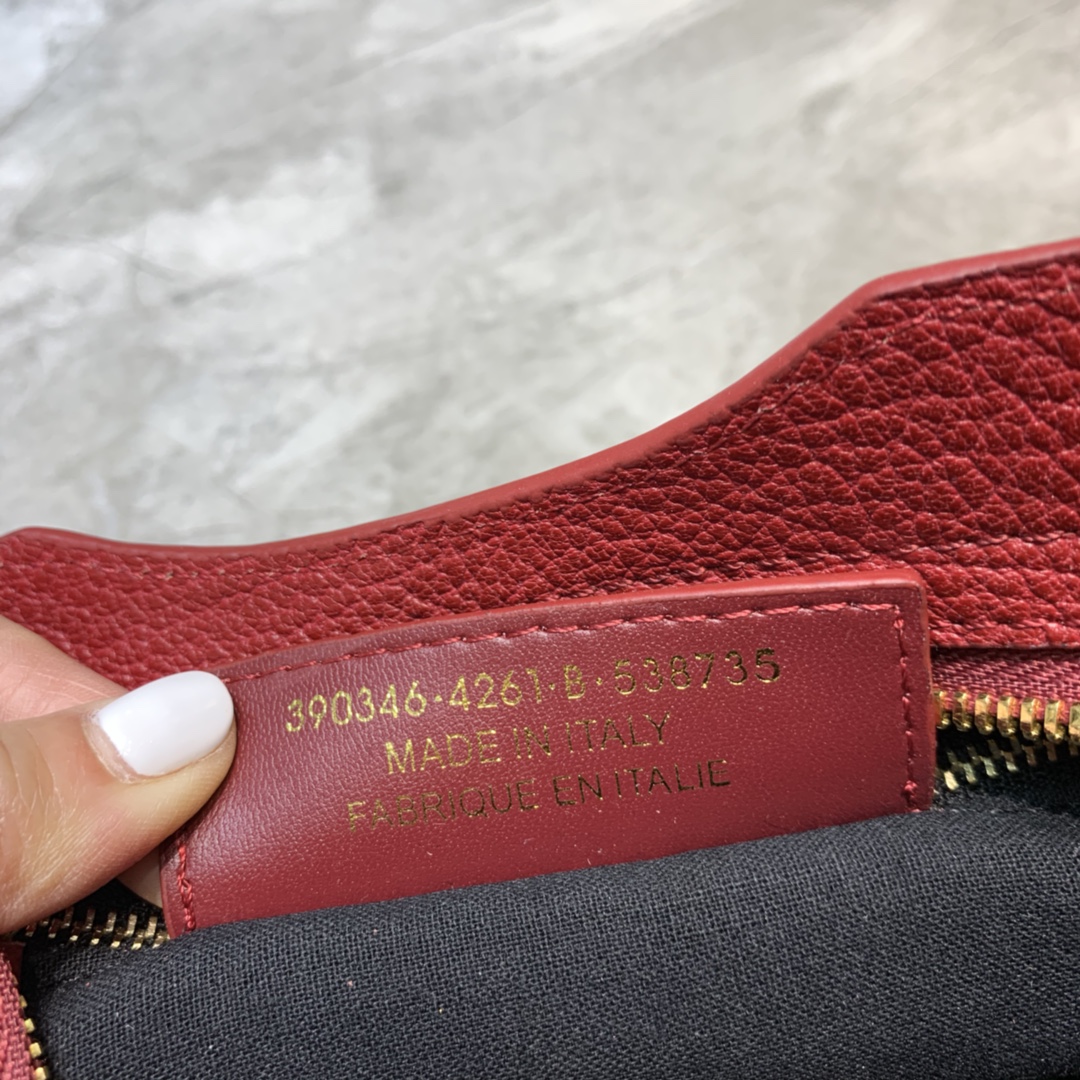 390346·4261·B·538735
MADE IN ITALY
FABRIQUE EN ITALIE